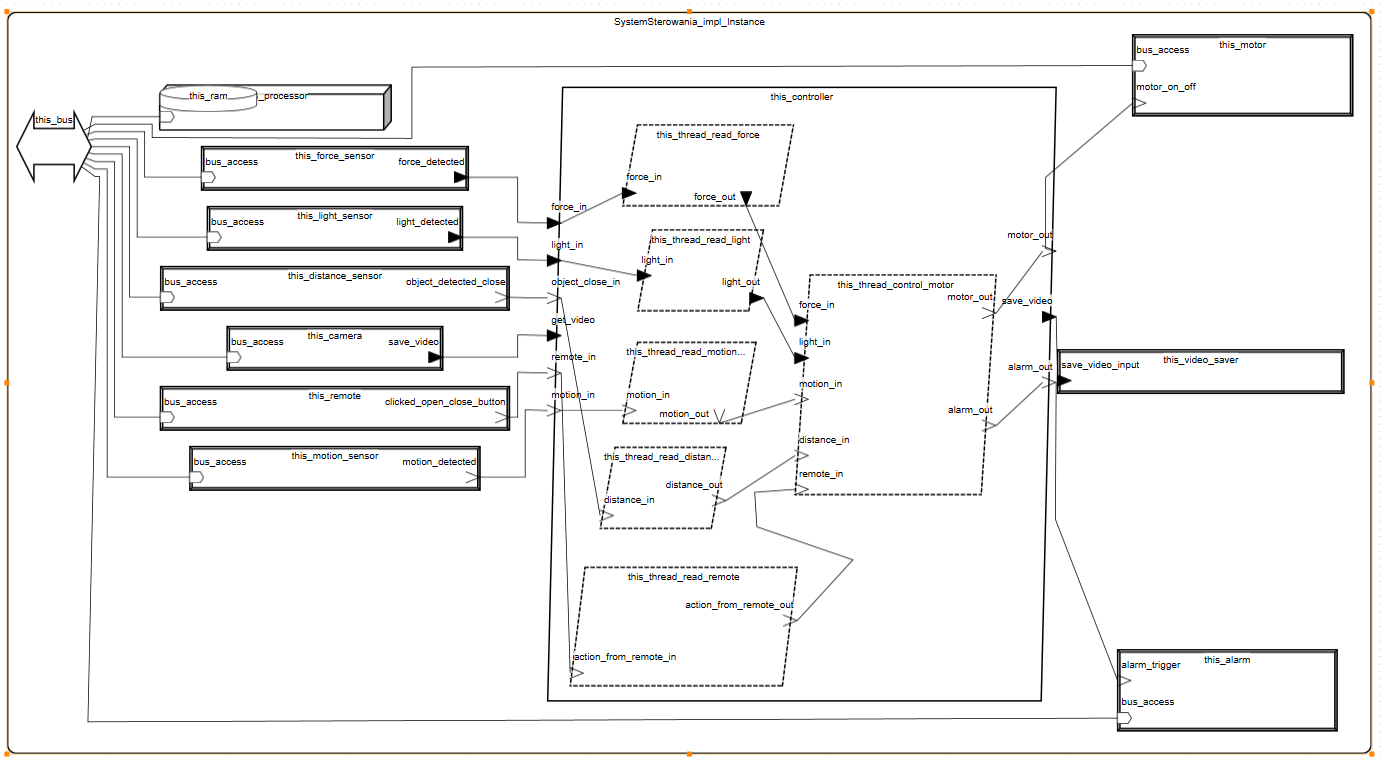 SystemSterowania_impl_Instance
this_bus
this_ram
_processor
bus_access
this_force_sensor
force_detected
bus_access
this_light_sensor
light_detected
bus_access
this_distance_sensor
object_detected_close
bus_access
this_camera
save_video
bus_access
this_remote
clicked_open_close_button
bus_access
this_motion_sensor
motion_detected
this_controller
force_in
light_in
object_close_in
get_video
remote_in
motion_in
this_thread_read_force
force_in
force_out
this_thread_read_light
light_in
light_out
this_thread_read_motion...
motion_in
motion_out
this_thread_read_distan...
distance_out
distance_in
this_thread_read_remote
action_from_remote_out
action_from_remote_in
this_thread_control_motor
motor_out
force_in
light_in
motion_in
alarm_out
distance_in
remote_in
motor_out
save_video
alarm_out
this_motor
bus_access
motor_on_off
this_video_saver
save_video_input
this_alarm
alarm_trigger
bus_access